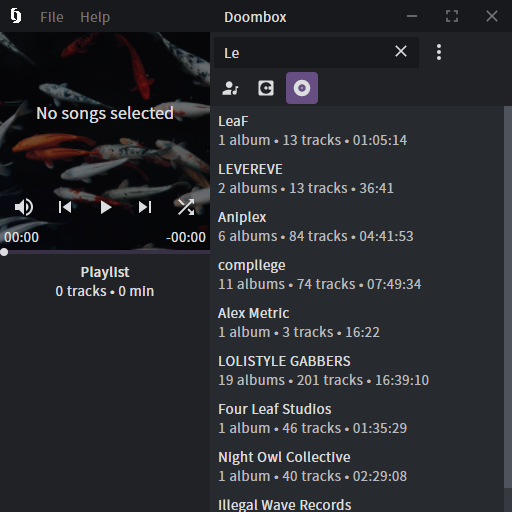 File Help Doombox
Le
No songs selected
00:00 -00:00
Playlist
0 tracks • 0 min
LeaF
1 album • 13 tracks • 01:05:14
LEVEREVE
2 albums • 13 tracks • 36:41
Aniplex
6 albums • 84 tracks • 04:41:53
compllege
11 albums • 74 tracks • 07:49:34
Alex Metric
1 album • 3 tracks • 16:22
LOLISTYLE GABBERS
19 albums • 201 tracks • 16:39:10
Four Leaf Studios
1 album • 46 tracks • 01:35:29
Night Owl Collective
1 album • 40 tracks • 02:29:08
Illegal Wave Records